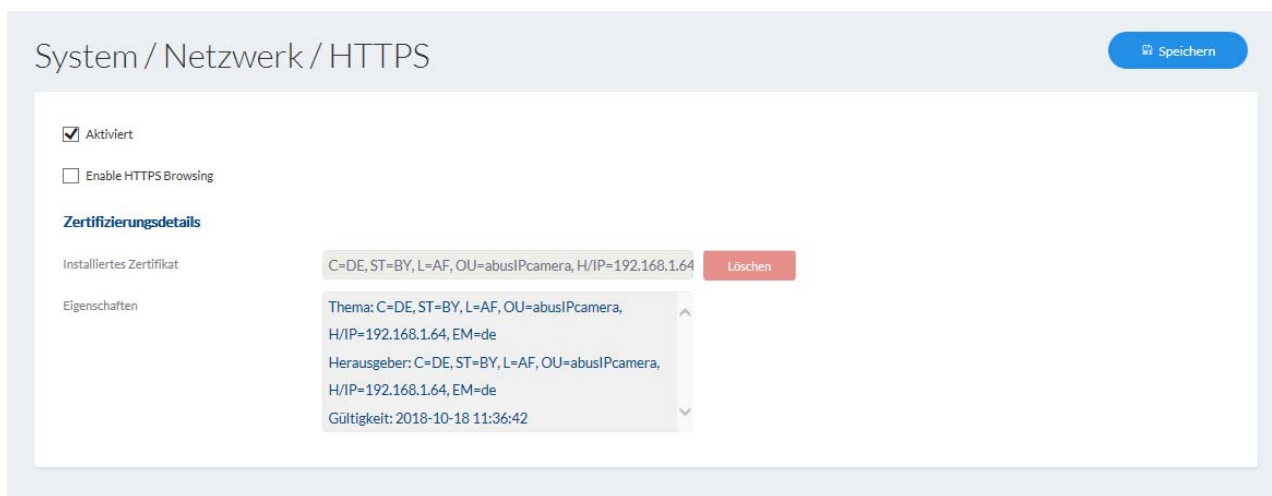 System / Netzwerk / HTTPS
Speichern
Aktiviert
Enable HTTPS Browsing
Zertifizierungsdetails
Installiertes Zertifikat
C=DE, ST=BY, L=AF, OU=abusIPcamera, H/IP=192.168.1.64
Löschen
Eigenschaften
Thema: C=DE, ST=BY, L=AF, OU=abusIPcamera,
H/IP=192.168.1.64, EM=de
Herausgeber: C=DE, ST=BY, L=AF, OU=abusIPcamera,
H/IP=192.168.1.64, EM=de
Gültigkeit: 2018-10-18 11:36:42